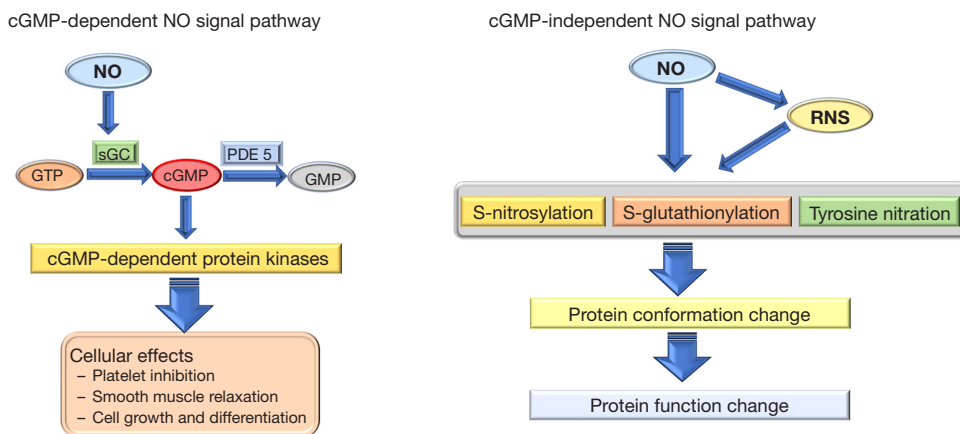 cGMP-dependent NO signal pathway
NO
sGC
PDE 5
GTP
cGMP
GMP
cGMP-dependent protein kinases
Cellular effects
– Platelet inhibition
– Smooth muscle relaxation
– Cell growth and differentiation
cGMP-independent NO signal pathway
NO
RNS
S-nitrosylation
S-glutathionylation
Tyrosine nitration
Protein conformation change
Protein function change